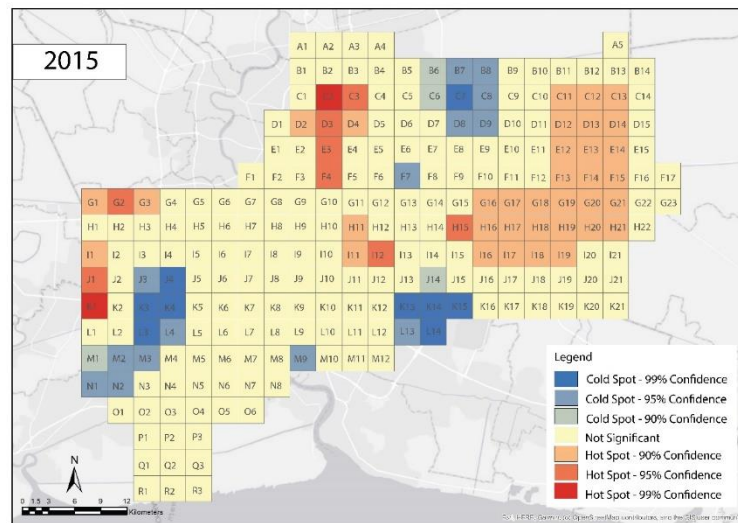 2015
A1 A2 A3 A4 A5
B1 B2 B3 B4 B5 B6 B7 B8 B9 B10 B11 B12 B13 B14
C1 C3 C4 C5 C6 C8 C9 C10 C11 C12 C13 C14
D1 D2 D3 D4 D5 D6 D7 D8 D9 D10 D11 D12 D13 D14
E1 E2 E3 E4 E5 E6 E7 E8 E9 E10 E11 E12 E13 E14 E15
F1 F2 F3 F4 F5 F6 F7 F8 F9 F10 F11 F12 F13 F14 F15 F17
G1 G2 G3 G4 G5 G6 G7 G8 G9 G10 G11 G12 G13 G14 G15 G16 G17 G18 G19 G20 G21 G22 G23
H1 H2 H3 H4 H5 H6 H7 H8 H9 H10 H11 H12 H13 H14 H15 H16 H17 H18 H19 H20 H21 H22
I1 I2 I3 I4 I5 I6 I7 I8 I9 I10 I11 I12 I13 I14 I15 I16 I17 I18 I19 I20 I21
J1 J2 J3 J4 J5 J6 J7 J8 J9 J10 J11 J12 J13 J14 J15 J17 J18 J19 J20 J21
K2 K3 K4 K5 K6 K7 K8 K9 K10 K11 K12 K13 K14 K15 K16 K17 K18 K19 K20 K21
L1 L2 L3 L4 L5 L6 L7 L8 L9 L10 L11 L12 L13 L14
M1 M2 M3 M4 M5 M6 M7 M8 M9 M10 M11 M12
N1 N2 N3 N4 N5 N6 N7 N8
O1 O2 O3 O4 O5 O6
P1 P2 P3
Q1 Q2 Q3
R1 R2 R3
N
0 1.5 3 6 9 12
Kilometers
Legend
Cold Spot - 99% Confidence
Cold Spot - 95% Confidence
Cold Spot - 90% Confidence
Not Significant
Hot Spot - 90% Confidence
Hot Spot - 95% Confidence
Hot Spot - 99% Confidence
HERE, Garmin, (c) OpenStreetMap contributors, and the GIS user community